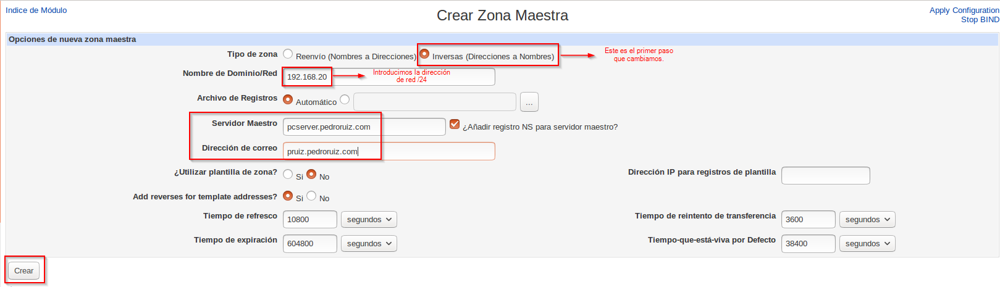 Indice de Módulo
Crear Zona Maestra
Apply Configuration
Stop BIND
Opciones de nueva zona maestra
Tipo de zona Reenvío (Nombres a Direcciones) Inversas (Direcciones a Nombres)
Este es el primer paso
que cambiamos.
Nombre de Dominio/Red 192.168.20
Introducimos la dirección
de red /24
Archivo de Registros Automático ...
Servidor Maestro pcserver.pedroruiz.com ¿Añadir registro NS para servidor maestro?
Dirección de correo pruiz.pedroruiz.com
¿Utilizar plantilla de zona? Si No Dirección IP para registros de plantilla
Add reverses for template addresses? Si No
Tiempo de refresco 10800 segundos Tiempo de reintento de transferencia 3600 segundos
Tiempo de expiración 604800 segundos Tiempo-que-está-viva por Defecto 38400 segundos
Crear